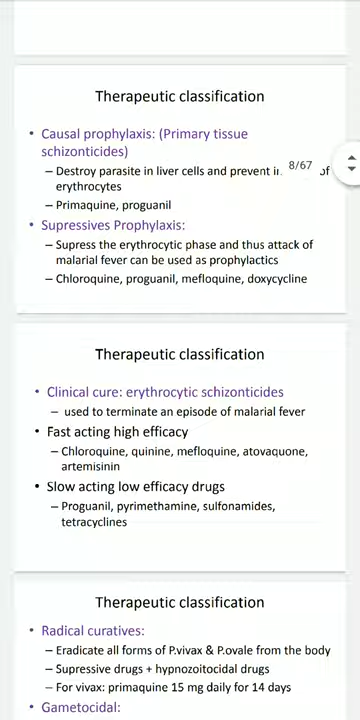 Therapeutic classification
• Causal prophylaxis: (Primary tissue
schizonticides)
– Destroy parasite in liver cells and prevent of
8/67
erythrocytes
– Primaquine, proguanil
• Supressives Prophylaxis:
– Supress the erythrocytic phase and thus attack of
malarial fever can be used as prophylactics
– Chloroquine, proguanil, mefloquine, doxycycline
Therapeutic classification
• Clinical cure: erythrocytic schizonticides
– used to terminate an episode of malarial fever
• Fast acting high efficacy
– Chloroquine, quinine, mefloquine, atovaquone,
artemisinin
• Slow acting low efficacy drugs
– Proguanil, pyrimethamine, sulfonamides,
tetracyclines
Therapeutic classification
• Radical curatives:
– Eradicate all forms of P.vivax & P.ovale from the body
– Supressive drugs + hypnozoitocidal drugs
– For vivax: primaquine 15 mg daily for 14 days
• Gametocidal: